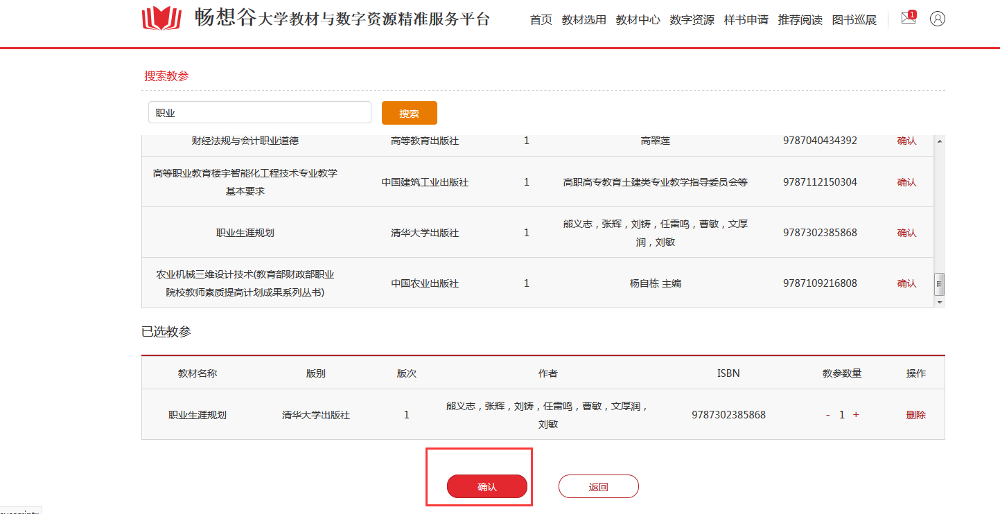 畅想谷大学教材与数字资源精准服务平台
首页 教材选用 教材中心 数字资源 样书申请 推荐阅读 图书巡展 1
搜索教参
职业 搜索
财经法规与会计职业道德 高等教育出版社 1 高翠莲 9787040434392 确认
高等职业教育楼宇智能化工程技术专业教学
基本要求
中国建筑工业出版社 1 高职高专教育土建类专业教学指导委员会等 9787112150304 确认
职业生涯规划 清华大学出版社 1
熊义志，张辉，刘铸，任雷鸣，曹敏，文厚
润，刘敏
9787302385868 确认
农业机械三维设计技术(教育部财政部职业
院校教师素质提高计划成果系列丛书)
中国农业出版社 1 杨自栋 主编 9787109216808 确认
已选教参
教材名称 版别 版次 作者 ISBN 教参数量 操作
职业生涯规划 清华大学出版社 1
熊义志，张辉，刘铸，任雷鸣，曹敏，文厚润，
刘敏
9787302385868 - 1 + 删除
确认 返回